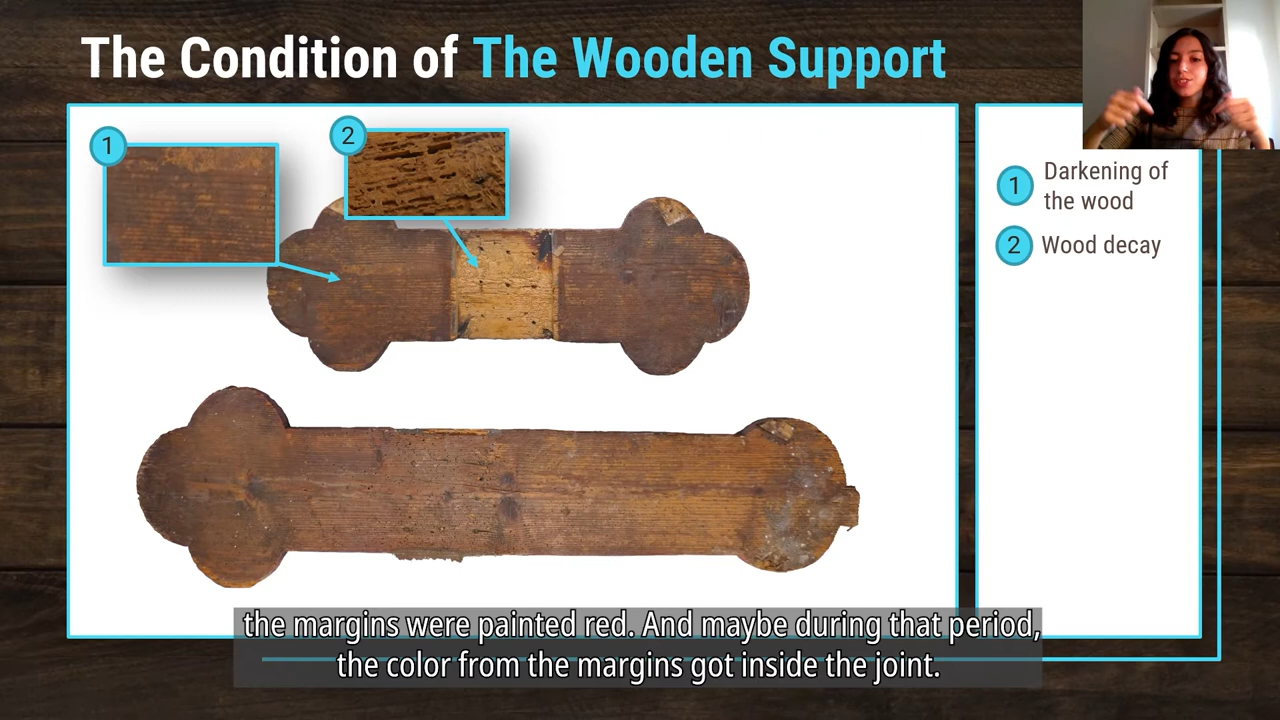 The Condition of The Wooden Support
1
2
1 Darkening of
the wood
2 Wood decay
the margins were painted red. And maybe during that period,
the color from the margins got inside the joint.